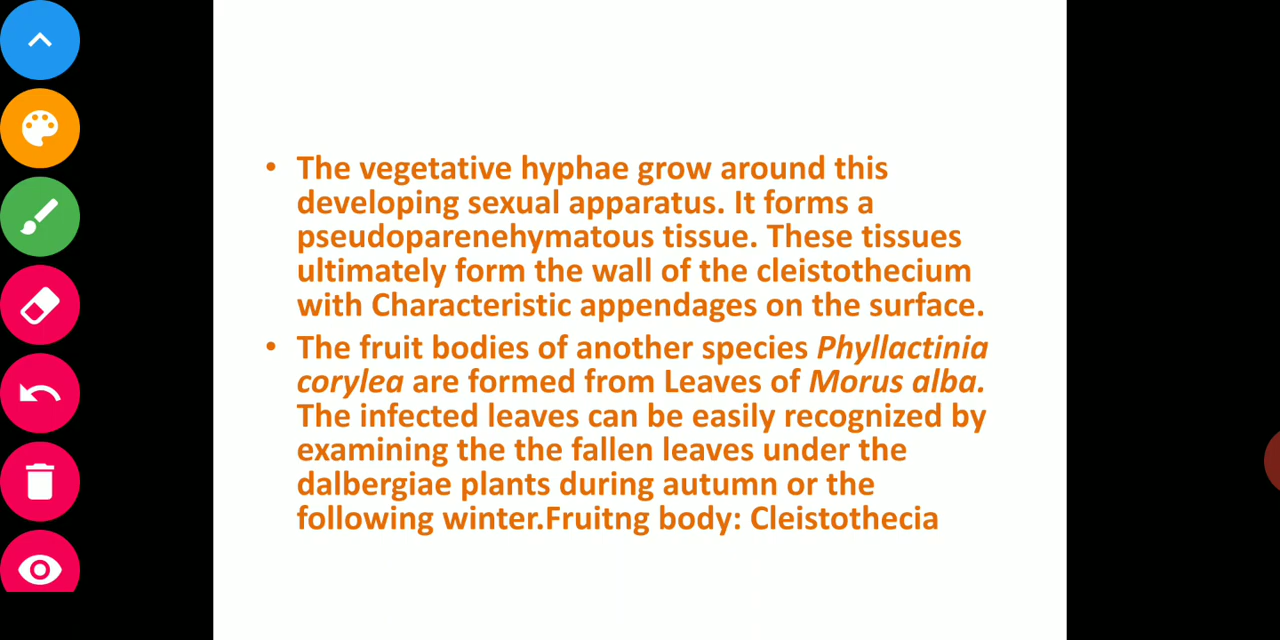 • The vegetative hyphae grow around this
developing sexual apparatus. It forms a
pseudoparenehymatous tissue. These tissues
ultimately form the wall of the cleistothecium
with Characteristic appendages on the surface.
• The fruit bodies of another species Phyllactinia
corylea are formed from Leaves of Morus alba.
The infected leaves can be easily recognized by
examining the the fallen leaves under the
dalbergiae plants during autumn or the
following winter.Fruitng body: Cleistothecia